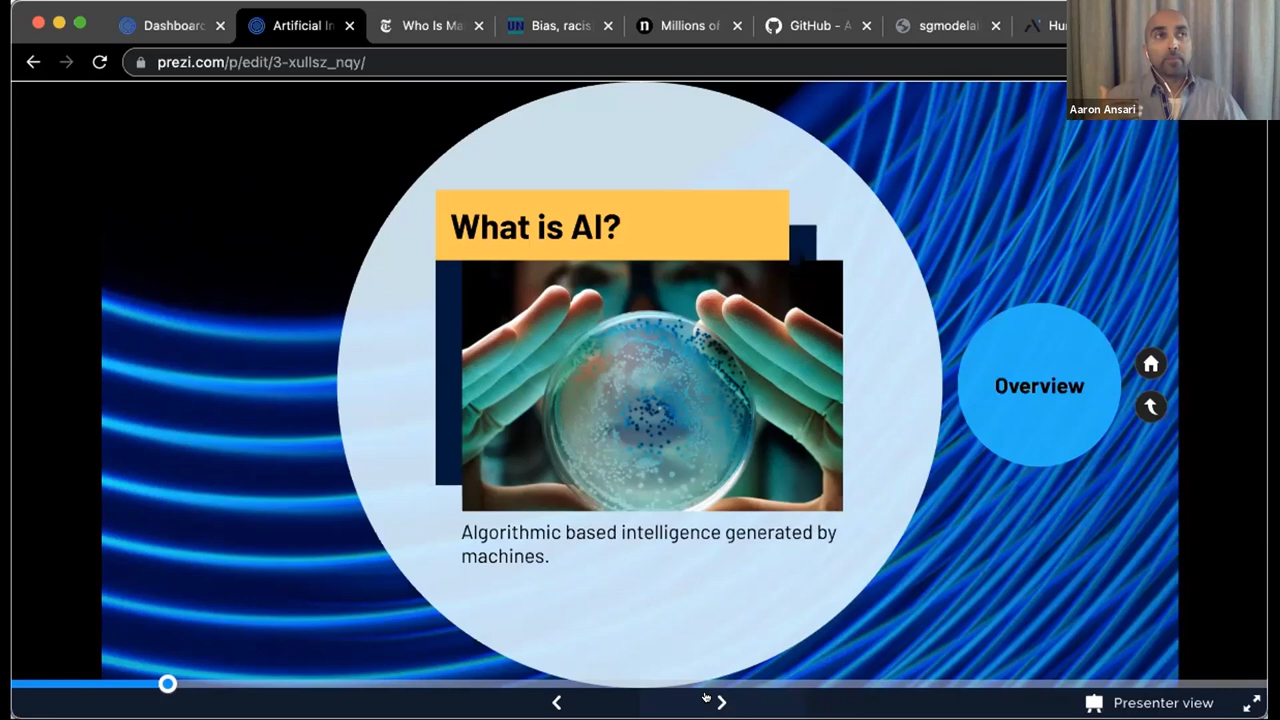 Dashboard
Artificial In
Who Is Ma
UN
Bias, racis
Millions of
GitHub - A
sgmodelai
Hu
prezi.com/p/edit/3-xullsz_nqy/
Aaron Ansari
What is AI?
Overview
Algorithmic based intelligence generated by
machines.
Presenter view